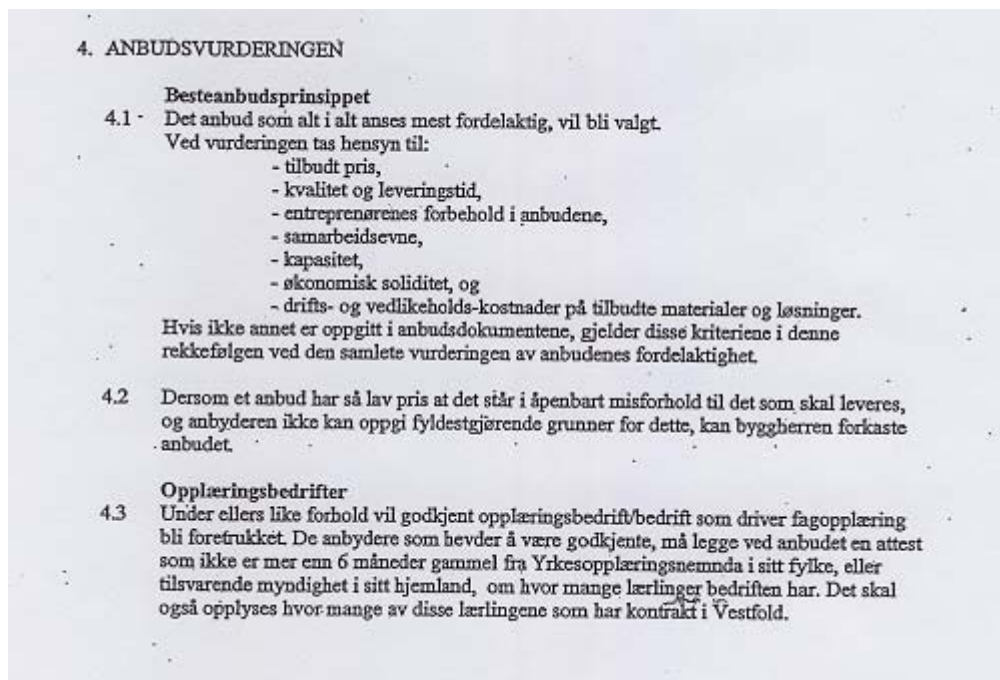 4. ANBUDSVURDERINGEN
Besteanbudsprinsippet
4.1 - Det anbud som alt i alt anses mest fordelaktig, vil bli valgt.
Ved vurderingen tas hensyn til:
- tilbudt pris,
- kvalitet og leveringstid,
- entreprenørenes forbehold i anbudene,
- samarbeidsevne,
- kapasitet,
- økonomisk soliditet, og
- drifts- og vedlikeholds-kostnader på tilbudte materialer og løsninger.
Hvis ikke annet er oppgitt i anbudsdokumentene, gjelder disse kriteriene i denne
rekkefølgen ved den samlete vurderingen av anbudenes fordelaktighet.
4.2 Dersom et anbud har så lav pris at det står i åpenbart misforhold til det som skal leveres,
og anbyderen ikke kan oppgi fyldestgjørende grunner for dette, kan byggherren forkaste
anbudet.
Opplæringsbedrifter
4.3 Under ellers like forhold vil godkjent opplæringsbedrift/bedrift som driver fagopplæring
bli foretrukket. De anbydere som hevder å være godkjente, må legge ved anbudet en attest
som ikke er mer enn 6 måneder gammel fra Yrkesopplæringsnemnda i sitt fylke, eller
tilsvarende myndighet i sitt hjemland, om hvor mange lærlinger bedriften har. Det skal
også opplyses hvor mange av disse lærlingene som har kontrakt i Vestfold.